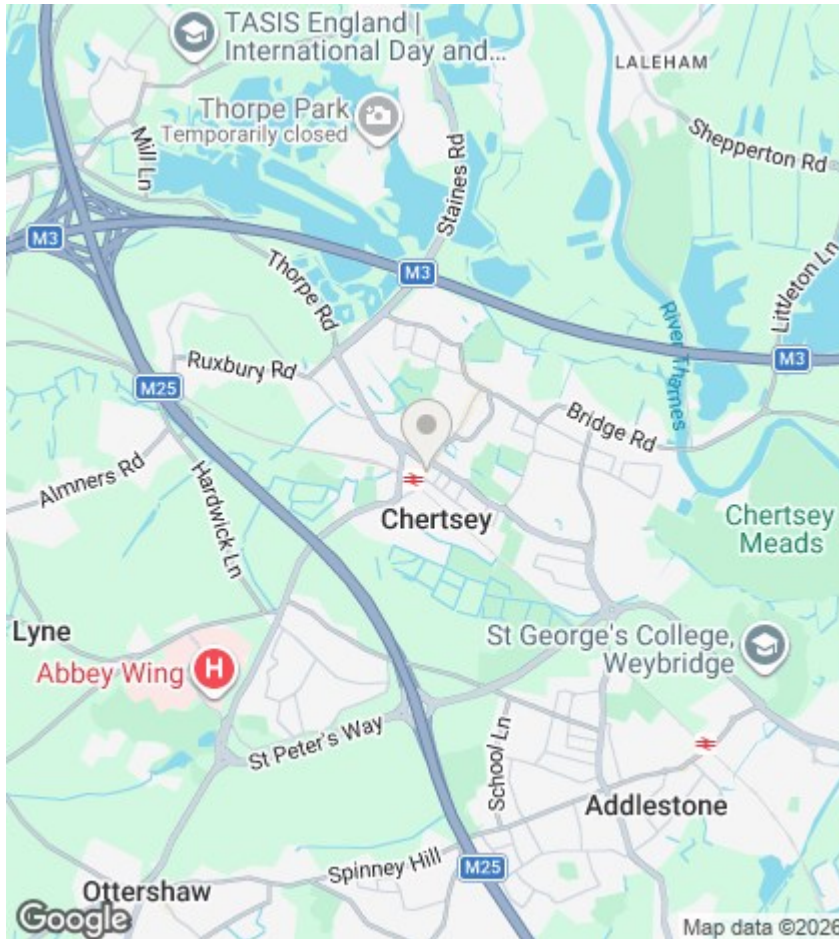 TASIS England |
International Day and...
LALEHAM
Thorpe Park
Temporarily closed
Shepperton Rd
Mill Ln
Staines Rd
M3
M3
Thorpe Rd
Littleton Ln
River Thames
M3
Ruxbury Rd
M25
Bridge Rd
Almners Rd
Hardwick Ln
Chertsey
Chertsey
Meads
Lyne
St George's College,
Weybridge
Abbey Wing
H
St Peter's Way
School Ln
Addlestone
Spinney Hill
M25
Ottershaw
Google
Map data ©2026